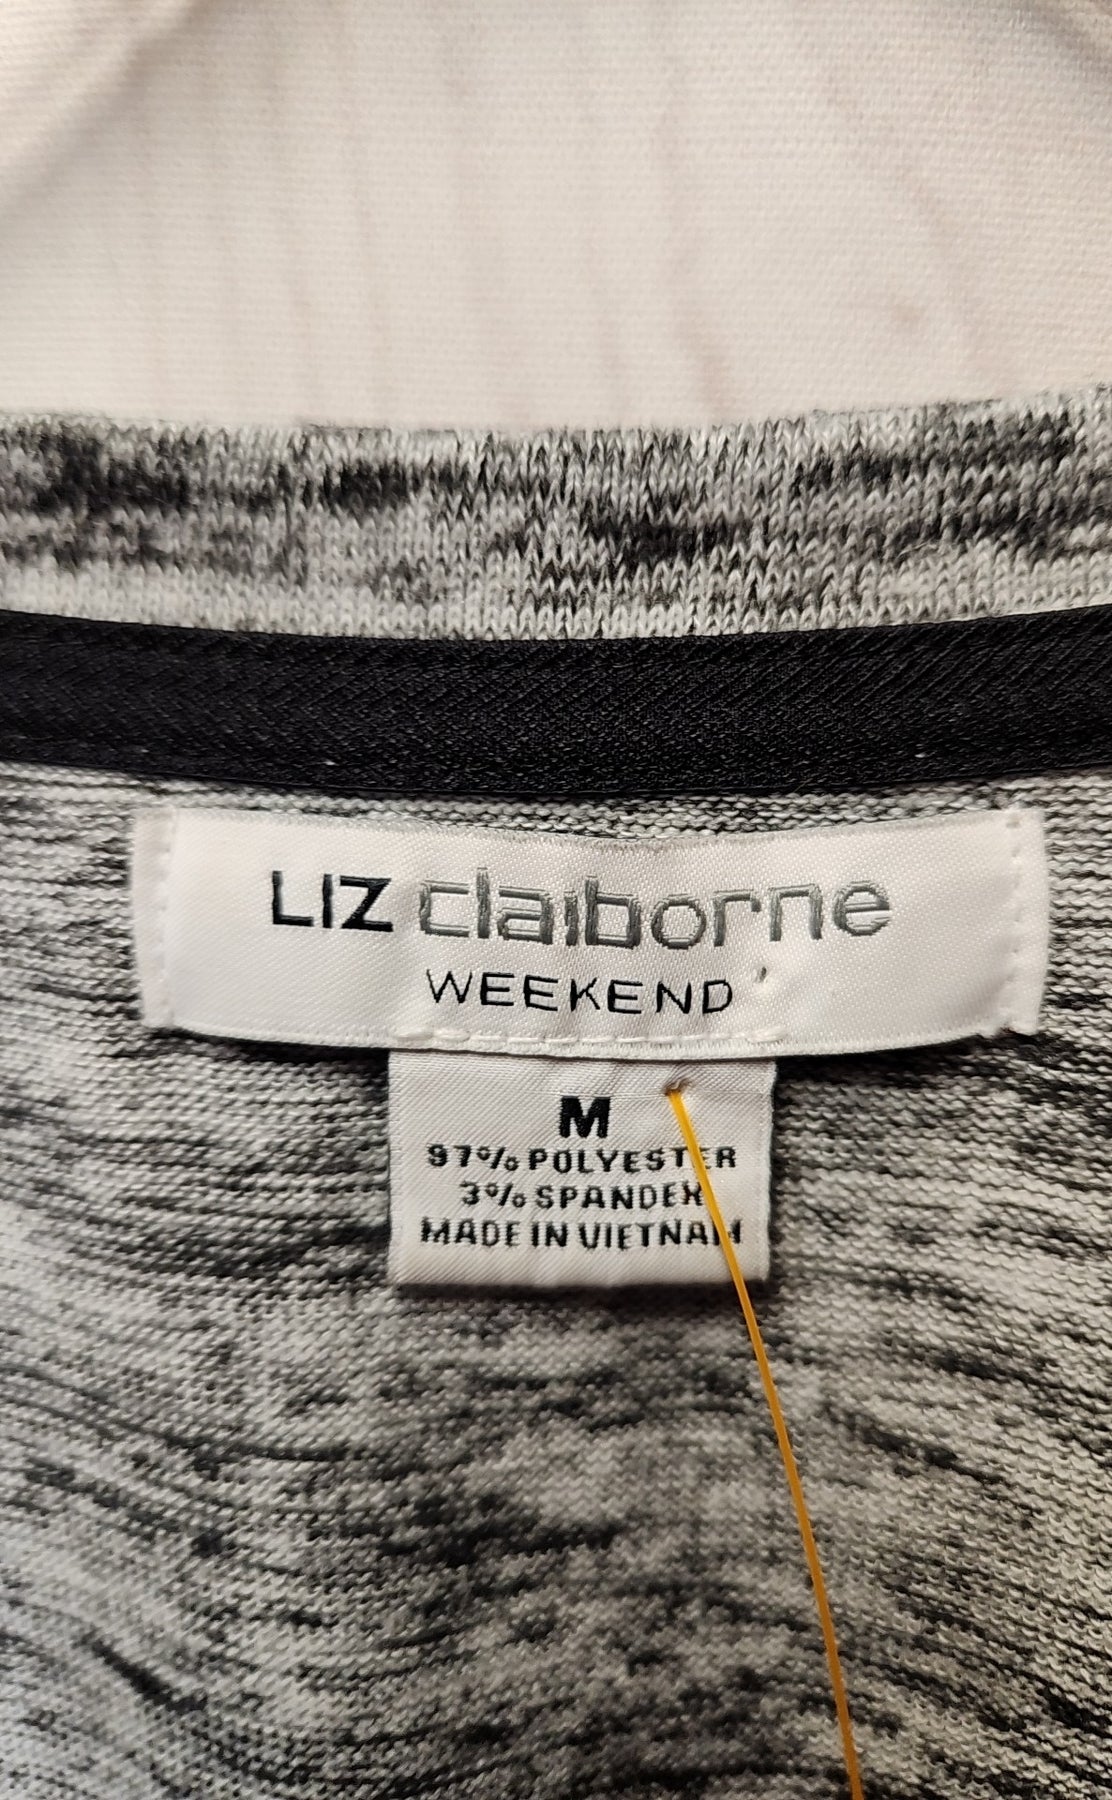 LIZ claiborne
WEEKEND
M
97% POLYESTER
3% SPANDEX
MADE IN VIETNAM